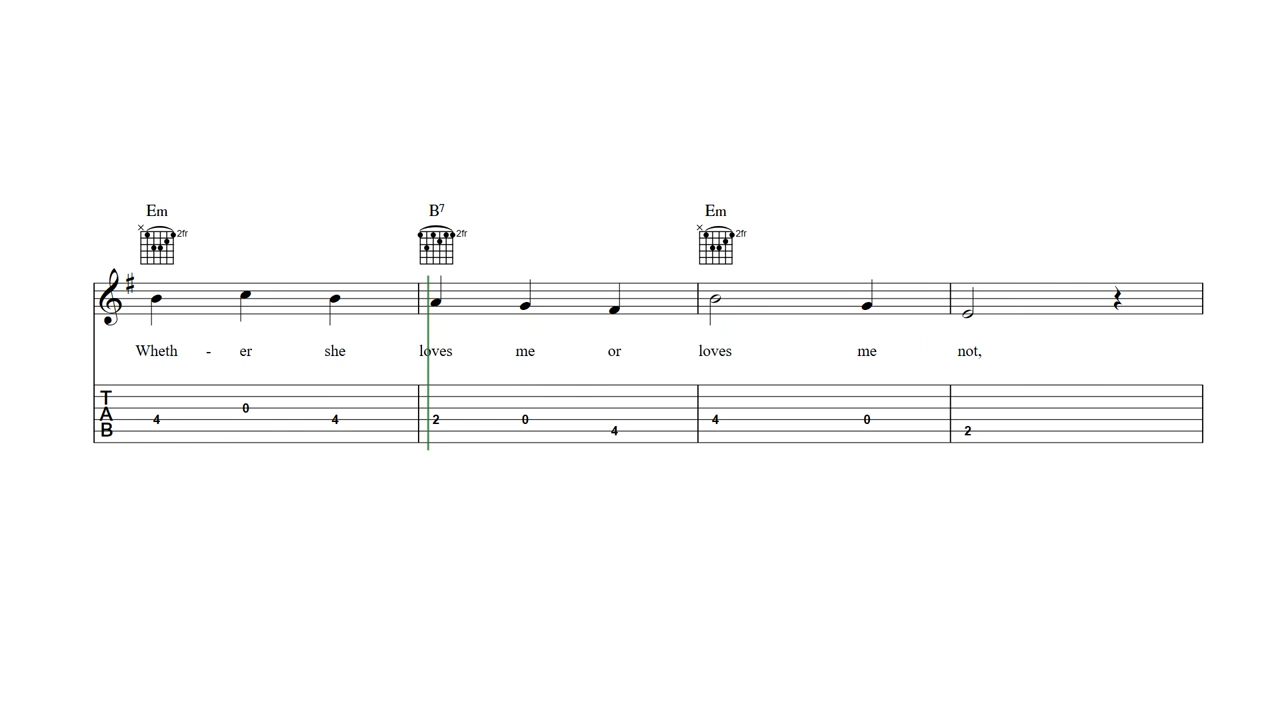 Em B7 Em
2fr 2fr 2fr
Wheth - er she loves me or loves me not,
T
A
B
4 0 4 2 0 4 4 0 2